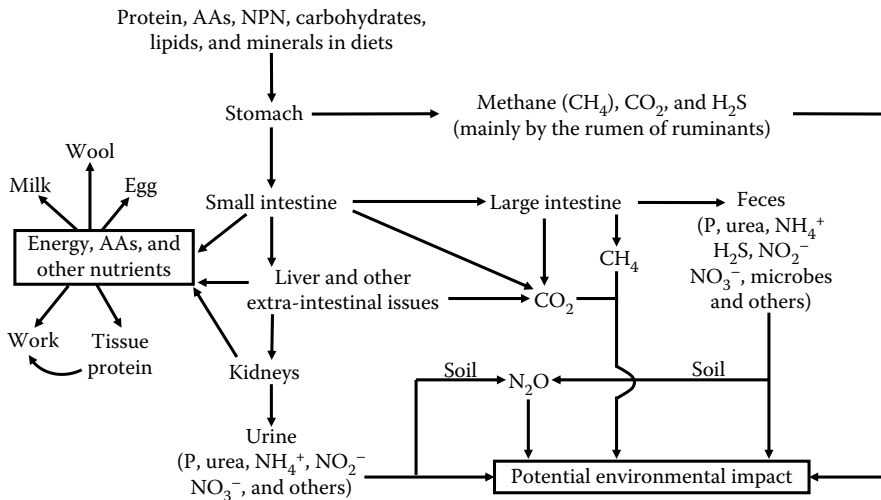 Protein, AAs, NPN, carbohydrates,
lipids, and minerals in diets
Stomach
Methane (CH₄), CO₂, and H₂S
(mainly by the rumen of ruminants)
Wool
Milk
Egg
Small intestine
Large intestine
Feces
(P, urea, NH₄⁺
H₂S, NO₂⁻
NO₃⁻, microbes
and others)
Energy, AAs, and
other nutrients
CH₄
Liver and other
extra-intestinal issues
CO₂
Work
Tissue
protein
Kidneys
Soil
N₂O
Soil
Urine
(P, urea, NH₄⁺, NO₂⁻
NO₃⁻, and others)
Potential environmental impact